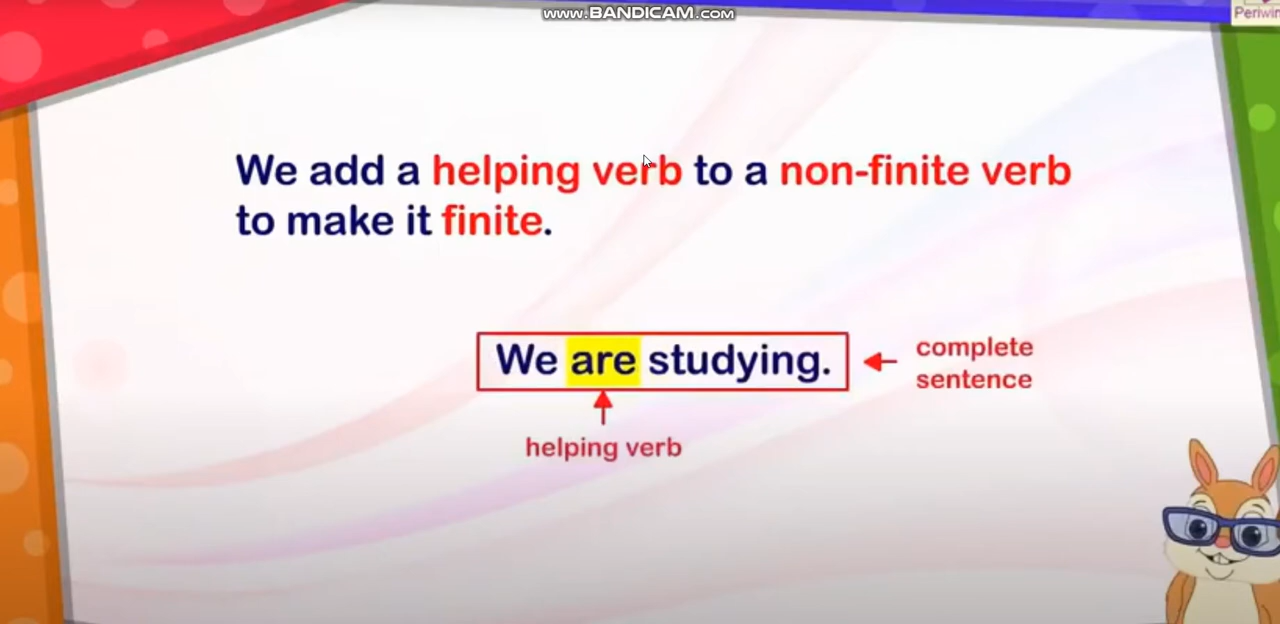 www.BANDICAM.com
We add a helping verb to a non-finite verb
to make it finite.
We are studying.
complete
sentence
helping verb